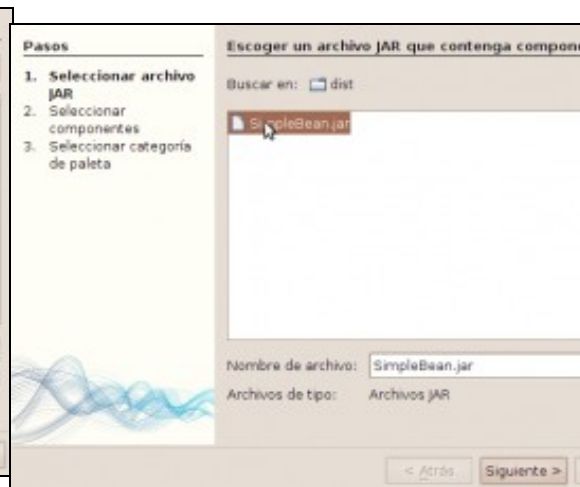 Pasos
1. Seleccionar archivo
JAR
2. Seleccionar
componentes
3. Seleccionar categoría
de paleta
Escoger un archivo JAR que contenga compone
Buscar en: dist
SimpleBean.jar
Nombre de archivo: SimpleBean.jar
Archivos de tipo: Archivos JAR
< Atrás Siguiente >